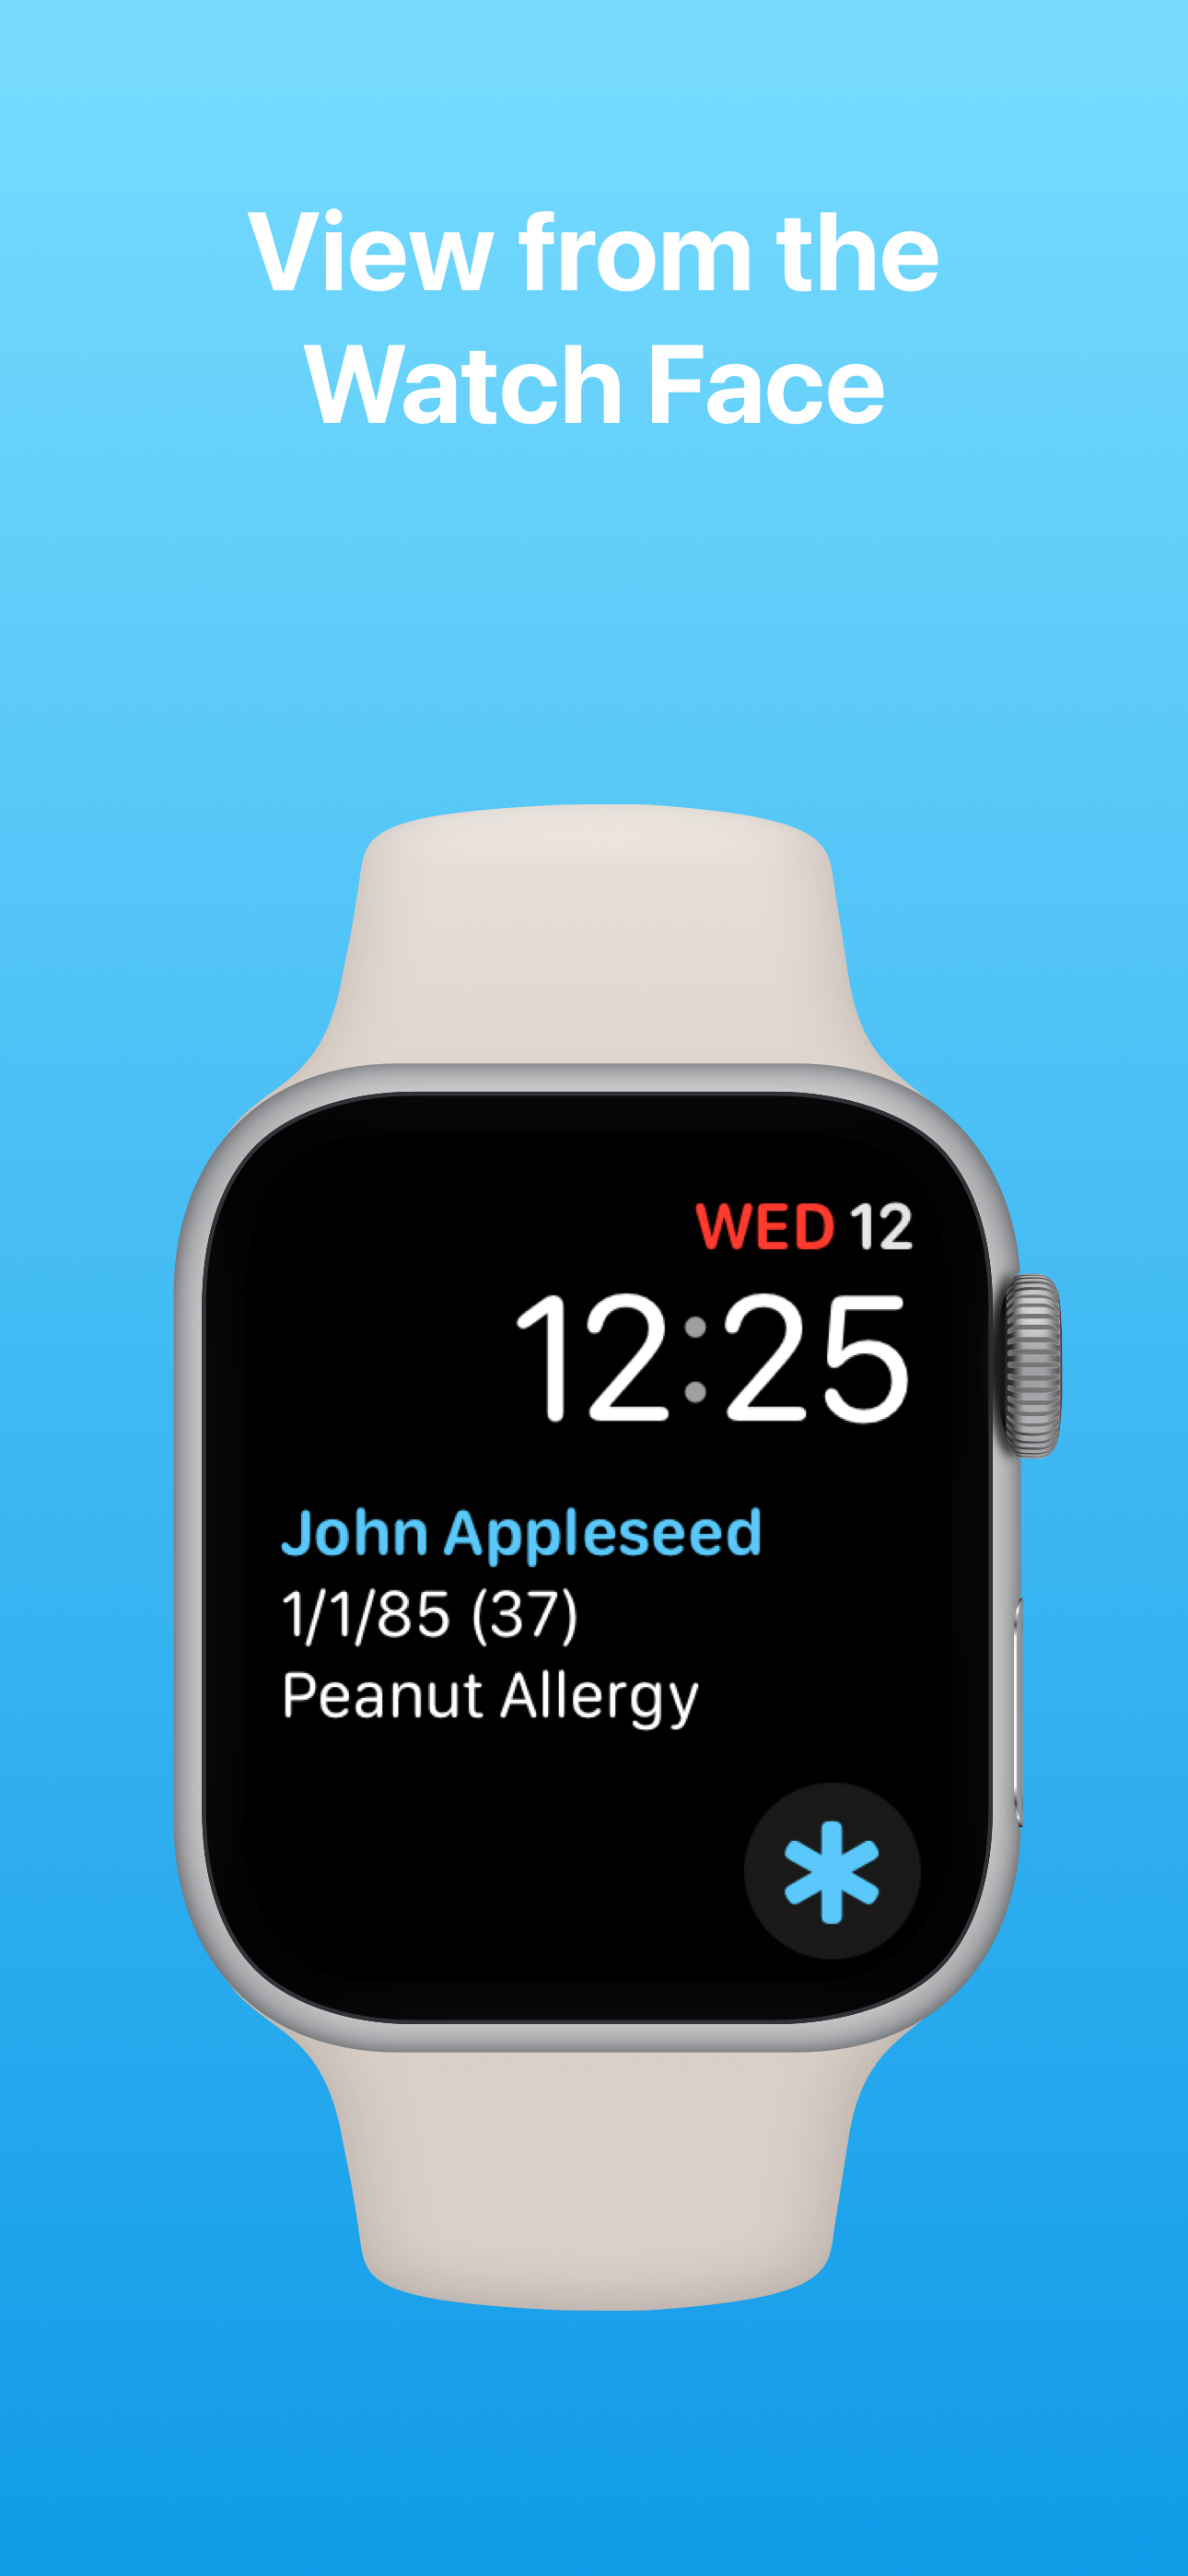 View from the
Watch Face
WED 12
12:25
John Appleseed
1/1/85 (37)
Peanut Allergy